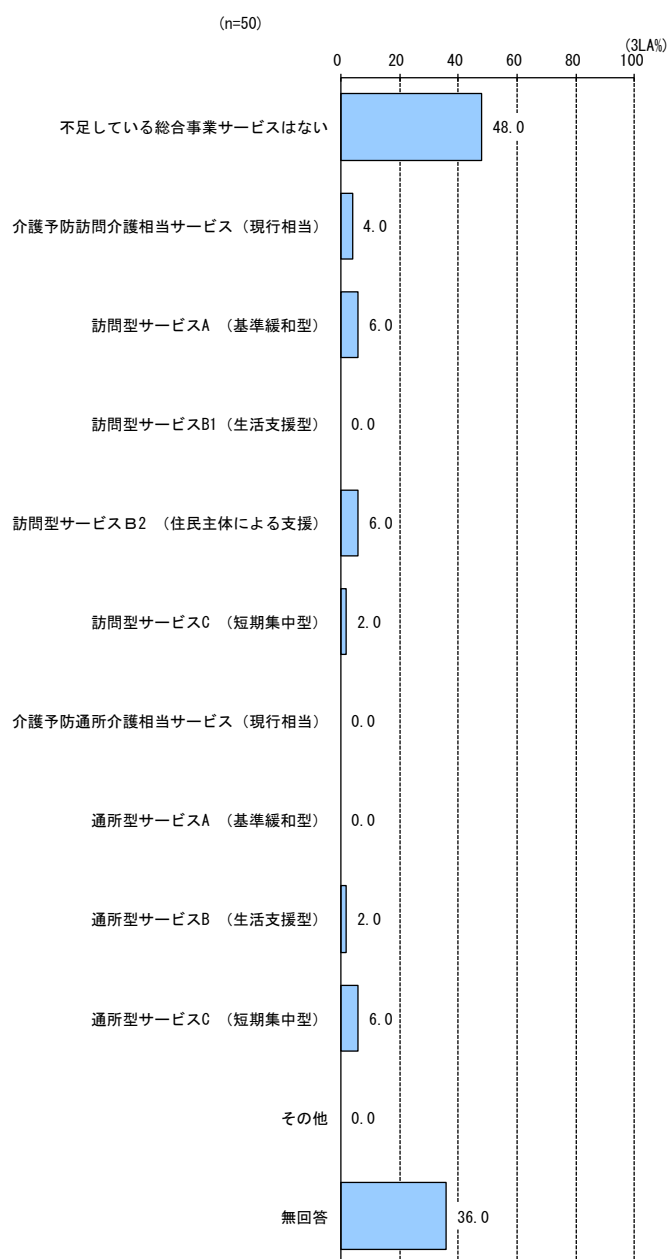 (n=50)
(3LA%)
0 20 40 60 80 100
不足している総合事業サービスはない 48.0
介護予防訪問介護相当サービス（現行相当） 4.0
訪問型サービスA （基準緩和型） 6.0
訪問型サービスB1（生活支援型） 0.0
訪問型サービスＢ2 （住民主体による支援） 6.0
訪問型サービスC （短期集中型） 2.0
介護予防通所介護相当サービス（現行相当） 0.0
通所型サービスA （基準緩和型） 0.0
通所型サービスB （生活支援型） 2.0
通所型サービスC （短期集中型） 6.0
その他 0.0
無回答 36.0